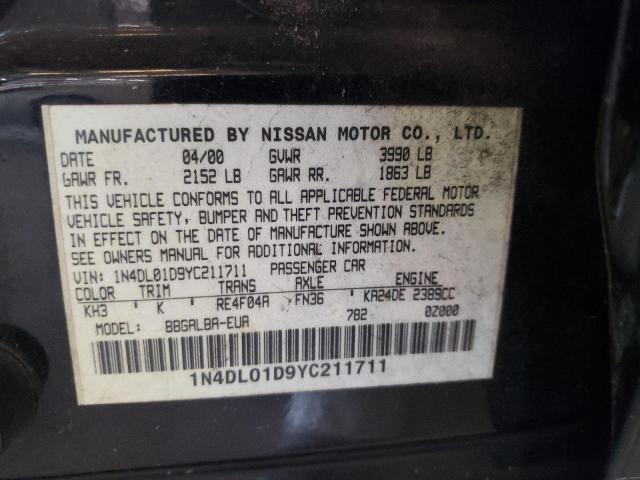 MANUFACTURED BY NISSAN MOTOR CO., LTD.
DATE 04/00 GVWR 3990 LB
GAWR FR. 2152 LB GAWR RR. 1863 LB
THIS VEHICLE CONFORMS TO ALL APPLICABLE FEDERAL MOTOR
VEHICLE SAFETY, BUMPER AND THEFT PREVENTION STANDARDS
IN EFFECT ON THE DATE OF MANUFACTURE SHOWN ABOVE.
SEE OWNERS MANUAL FOR ADDITIONAL INFORMATION.
VIN: 1N4DL01D9YC211711 PASSENGER CAR
COLOR TRIM TRANS AXLE ENGINE
KH3 K RE4F04A FN36 KA24DE 2389CC
MODEL: BBGALBA-EUA 782 0Z000
1N4DL01D9YC211711